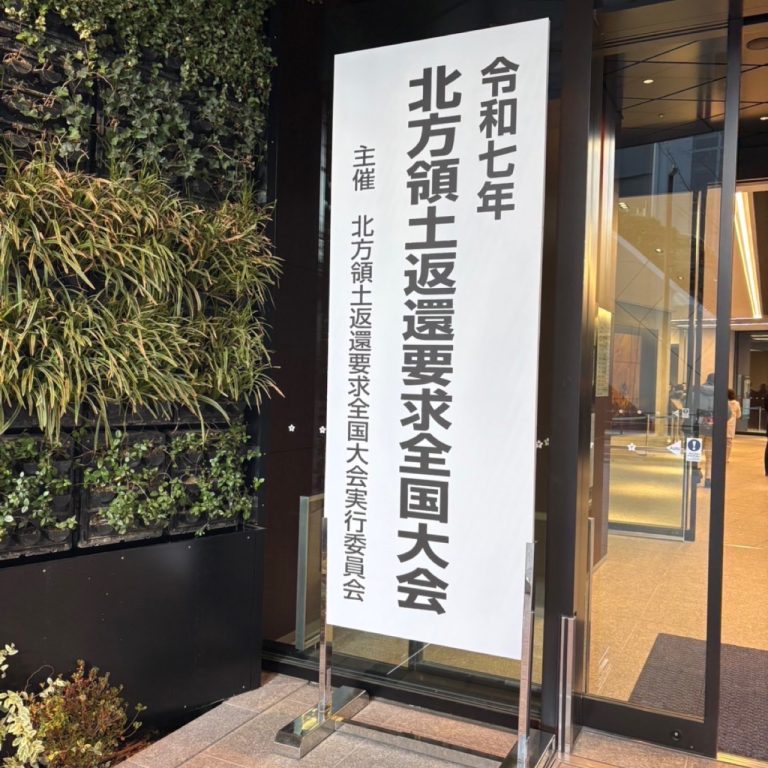 令和七年
北方領土返還要求全国大会
主催　北方領土返還要求全国大会実行委員会